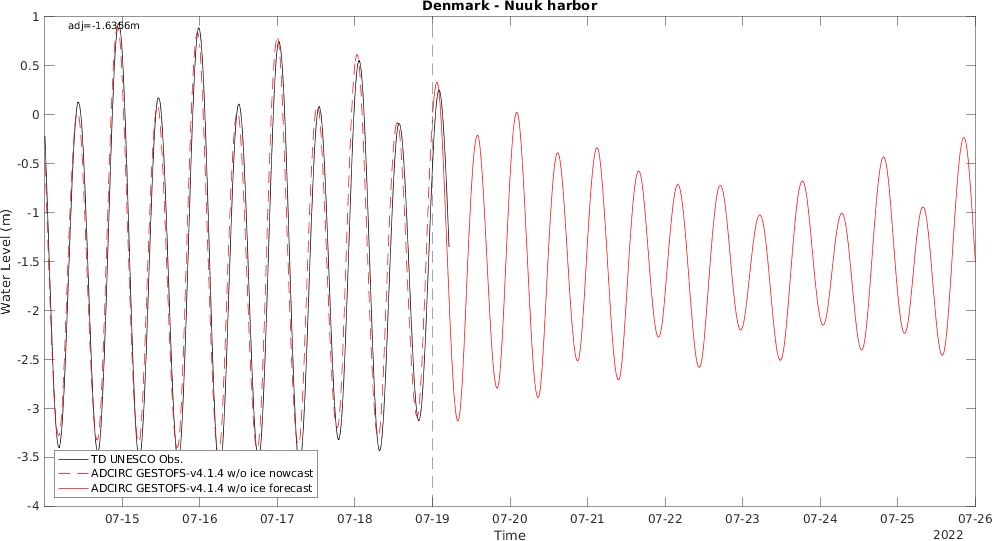 Denmark - Nuuk harbor
adj=-1.6356m
Water Level (m)
1
0.5
0
-0.5
-1
-1.5
-2
-2.5
-3
-3.5
-4
TD UNESCO Obs.
ADCIRC GESTOFS-v4.1.4 w/o ice nowcast
ADCIRC GESTOFS-v4.1.4 w/o ice forecast
07-15 07-16 07-17 07-18 07-19 07-20 07-21 07-22 07-23 07-24 07-25 07-26
Time
2022